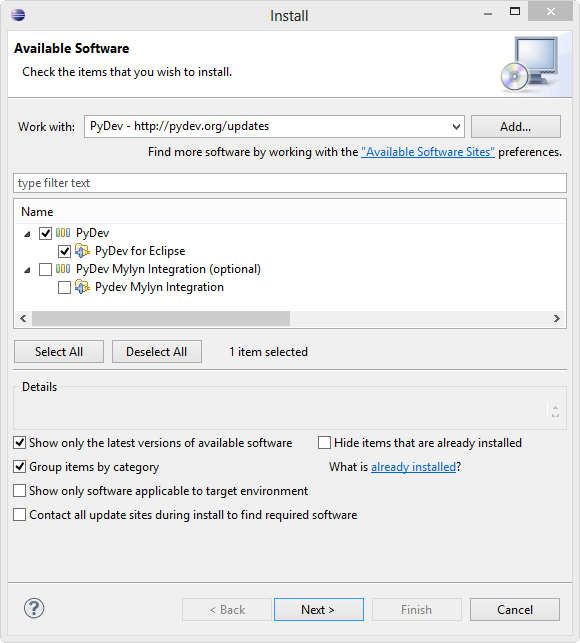 Install
Available Software
Check the items that you wish to install.
Work with: PyDev - http://pydev.org/updates Add...
Find more software by working with the "Available Software Sites" preferences.
type filter text
Name
PyDev
PyDev for Eclipse
PyDev Mylyn Integration (optional)
Pydev Mylyn Integration
Select All Deselect All 1 item selected
Details
Show only the latest versions of available software Hide items that are already installed
Group items by category What is already installed?
Show only software applicable to target environment
Contact all update sites during install to find required software
? < Back Next > Finish Cancel